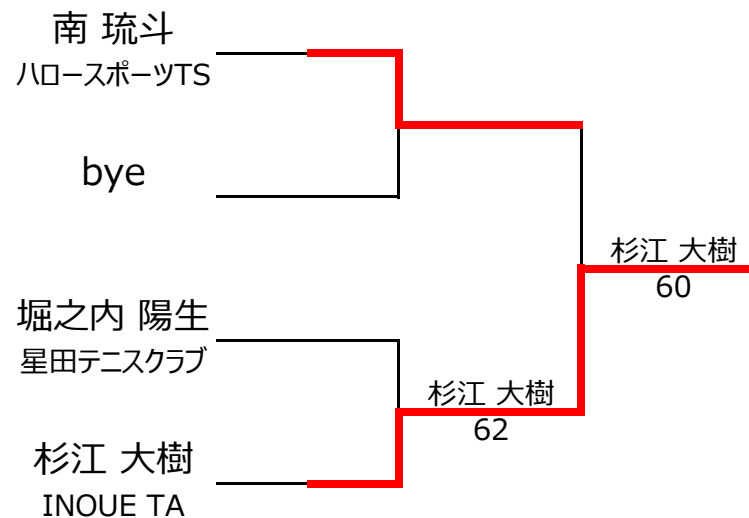 南 琉斗
ハロースポーツTS
bye
堀之内 陽生
星田テニスクラブ
杉江 大樹
INOUE TA
杉江 大樹
62
杉江 大樹
60